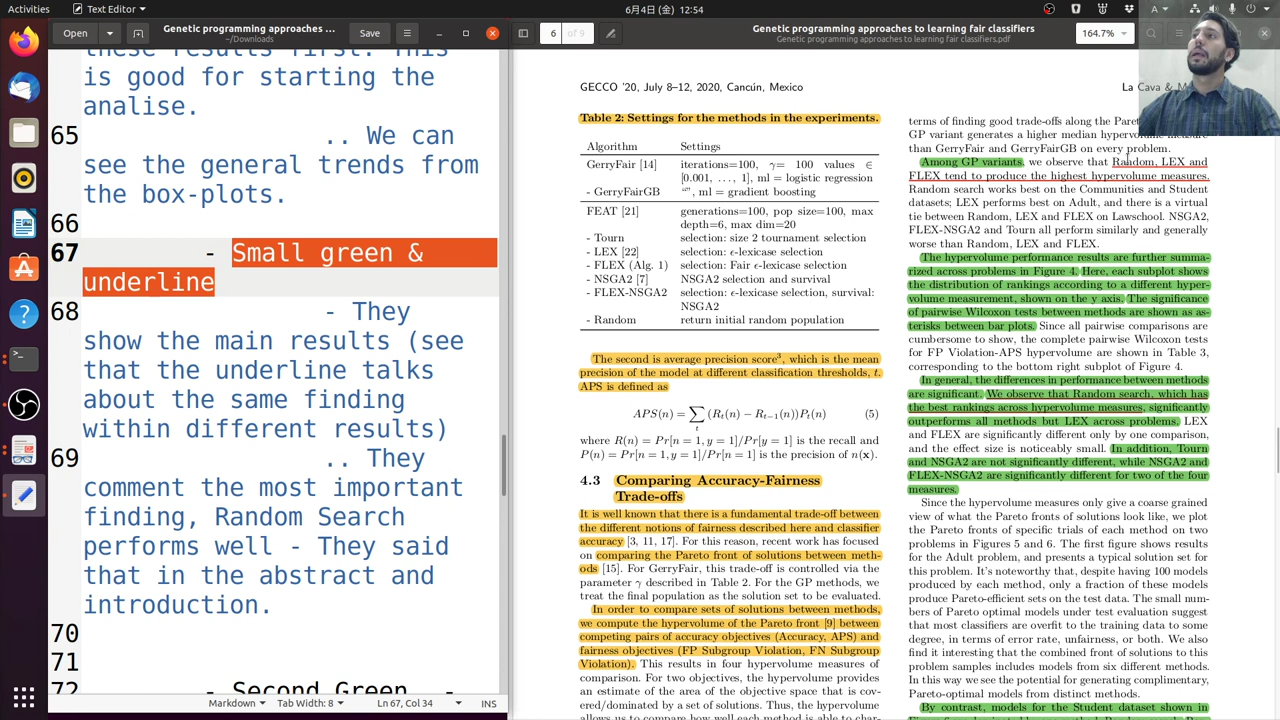 Activities
Text Editor
6月4日 (金) 12:54
A
Open
Genetic programming approaches ...
~/Downloads
Save
6
of 9
Genetic programming approaches to learning fair classifiers
Genetic programming approaches to learning fair classifiers.pdf
164.7%
these results first. This
is good for starting the
analise.
65 .. We can
see the general trends from
the box-plots.
66
67 - Small green &
underline
68 - They
show the main results (see
that the underline talks
about the same finding
within different results)
69 .. They
comment the most important
finding, Random Search
performs well - They said
that in the abstract and
introduction.
70
71
72 - Second Green -
Markdown
Tab Width: 8
Ln 67, Col 34
INS
GECCO '20, July 8–12, 2020, Cancún, Mexico
La Cava & M
Table 2: Settings for the methods in the experiments.
Algorithm Settings
GerryFair [14] iterations=100, γ= 100 values ∈
[0.001, …, 1], ml = logistic regression
- GerryFairGB "", ml = gradient boosting
FEAT [21] generations=100, pop size=100, max
depth=6, max dim=20
- Tourn selection: size 2 tournament selection
- LEX [22] selection: ϵ-lexicase selection
- FLEX (Alg. 1) selection: Fair ϵ-lexicase selection
- NSGA2 [7] NSGA2 selection and survival
- FLEX-NSGA2 selection: ϵ-lexicase selection, survival:
NSGA2
- Random return initial random population
The second is average precision score³, which is the mean
precision of the model at different classification thresholds, t.
APS is defined as
APS(n) = ∑ (Rt(n) − Rt−1(n))Pt(n) (5)
t
where R(n) = Pr[n = 1, y = 1]/Pr[y = 1] is the recall and
P(n) = Pr[n = 1, y = 1]/Pr[n = 1] is the precision of n(x).
4.3 Comparing Accuracy-Fairness
Trade-offs
It is well known that there is a fundamental trade-off between
the different notions of fairness described here and classifier
accuracy [3, 11, 17]. For this reason, recent work has focused
on comparing the Pareto front of solutions between meth-
ods [15]. For GerryFair, this trade-off is controlled via the
parameter γ described in Table 2. For the GP methods, we
treat the final population as the solution set to be evaluated.
In order to compare sets of solutions between methods,
we compute the hypervolume of the Pareto front [9] between
competing pairs of accuracy objectives (Accuracy, APS) and
fairness objectives (FP Subgroup Violation, FN Subgroup
Violation). This results in four hypervolume measures of
comparison. For two objectives, the hypervolume provides
an estimate of the area of the objective space that is cov-
ered/dominated by a set of solutions. Thus, the hypervolume
allows us to compare how well each method is able to char-
terms of finding good trade-offs along the Pareto
GP variant generates a higher median hypervolume measure
than GerryFair and GerryFairGB on every problem.
Among GP variants, we observe that Random, LEX and
FLEX tend to produce the highest hypervolume measures.
Random search works best on the Communities and Student
datasets; LEX performs best on Adult, and there is a virtual
tie between Random, LEX and FLEX on Lawschool. NSGA2,
FLEX-NSGA2 and Tourn all perform similarly and generally
worse than Random, LEX and FLEX.
The hypervolume performance results are further summa-
rized across problems in Figure 4. Here, each subplot shows
the distribution of rankings according to a different hyper-
volume measurement, shown on the y axis. The significance
of pairwise Wilcoxon tests between methods are shown as as-
terisks between bar plots. Since all pairwise comparisons are
cumbersome to show, the complete pairwise Wilcoxon tests
for FP Violation-APS hypervolume are shown in Table 3,
corresponding to the bottom right subplot of Figure 4.
In general, the differences in performance between methods
are significant. We observe that Random search, which has
the best rankings across hypervolume measures, significantly
outperforms all methods but LEX across problems. LEX
and FLEX are significantly different only by one comparison,
and the effect size is noticeably small. In addition, Tourn
and NSGA2 are not significantly different, while NSGA2 and
FLEX-NSGA2 are significantly different for two of the four
measures.
Since the hypervolume measures only give a coarse grained
view of what the Pareto fronts of solutions look like, we plot
the Pareto fronts of specific trials of each method on two
problems in Figures 5 and 6. The first figure shows results
for the Adult problem, and presents a typical solution set for
this problem. It's noteworthy that, despite having 100 models
produced by each method, only a fraction of these models
produce Pareto-efficient sets on the test data. The small num-
bers of Pareto optimal models under test evaluation suggest
that most classifiers are overfit to the training data to some
degree, in terms of error rate, unfairness, or both. We also
find it interesting that the combined front of solutions to this
problem samples includes models from six different methods.
In this way we see the potential for generating complimentary,
Pareto-optimal models from distinct methods.
By contrast, models for the Student dataset shown in